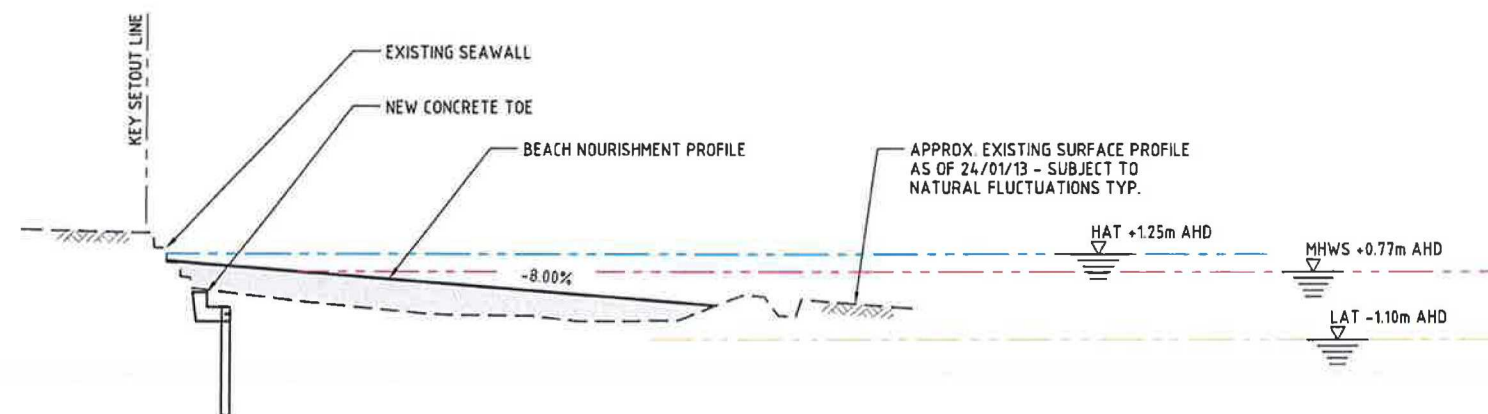 KEY SETOUT LINE
EXISTING SEAWALL
NEW CONCRETE TOE
BEACH NOURISHMENT PROFILE
APPROX. EXISTING SURFACE PROFILE
AS OF 24/01/13 - SUBJECT TO
NATURAL FLUCTUATIONS TYP.
HAT +1.25m AHD
MHWS +0.77m AHD
-8.00%
LAT -1.10m AHD